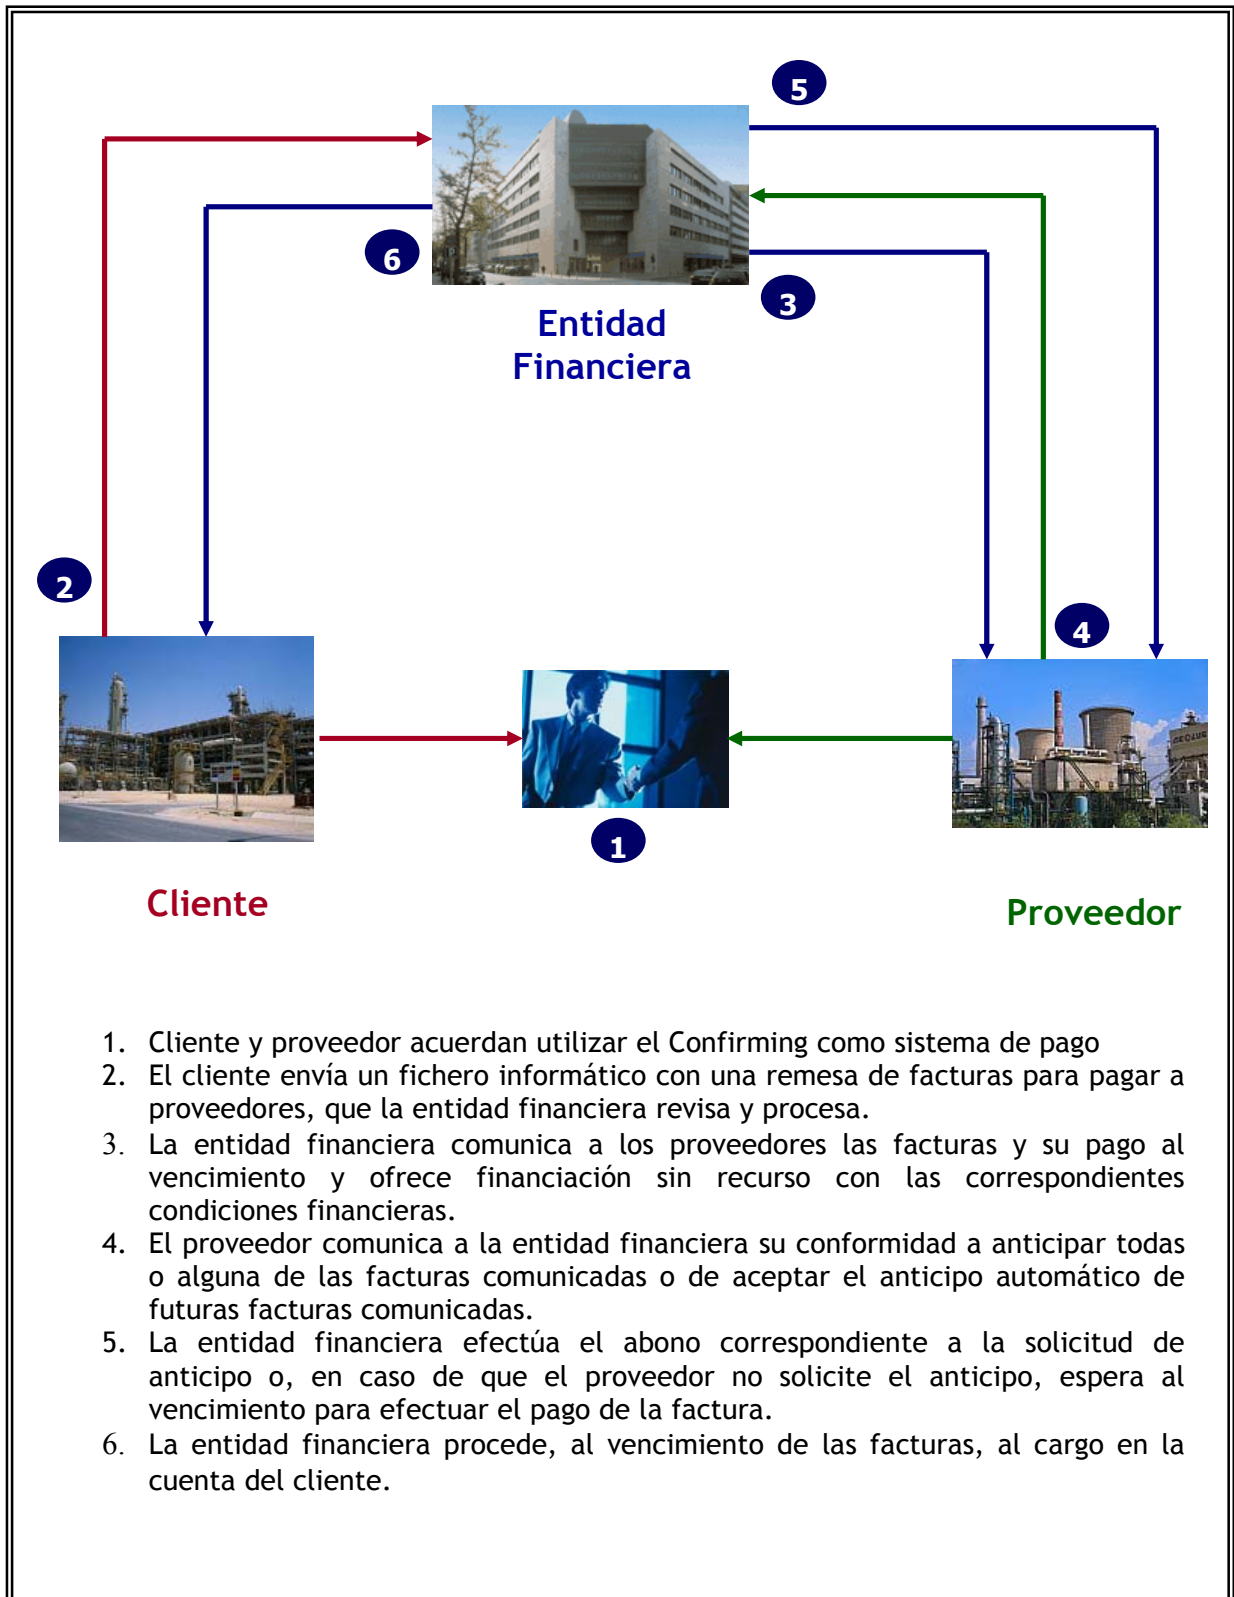 5
6
3
Entidad
Financiera
2
4
1
Cliente
Proveedor
1. Cliente y proveedor acuerdan utilizar el Confirming como sistema de pago
2. El cliente envía un fichero informático con una remesa de facturas para pagar a
proveedores, que la entidad financiera revisa y procesa.
3. La entidad financiera comunica a los proveedores las facturas y su pago al
vencimiento y ofrece financiación sin recurso con las correspondientes
condiciones financieras.
4. El proveedor comunica a la entidad financiera su conformidad a anticipar todas
o alguna de las facturas comunicadas o de aceptar el anticipo automático de
futuras facturas comunicadas.
5. La entidad financiera efectúa el abono correspondiente a la solicitud de
anticipo o, en caso de que el proveedor no solicite el anticipo, espera al
vencimiento para efectuar el pago de la factura.
6. La entidad financiera procede, al vencimiento de las facturas, al cargo en la
cuenta del cliente.